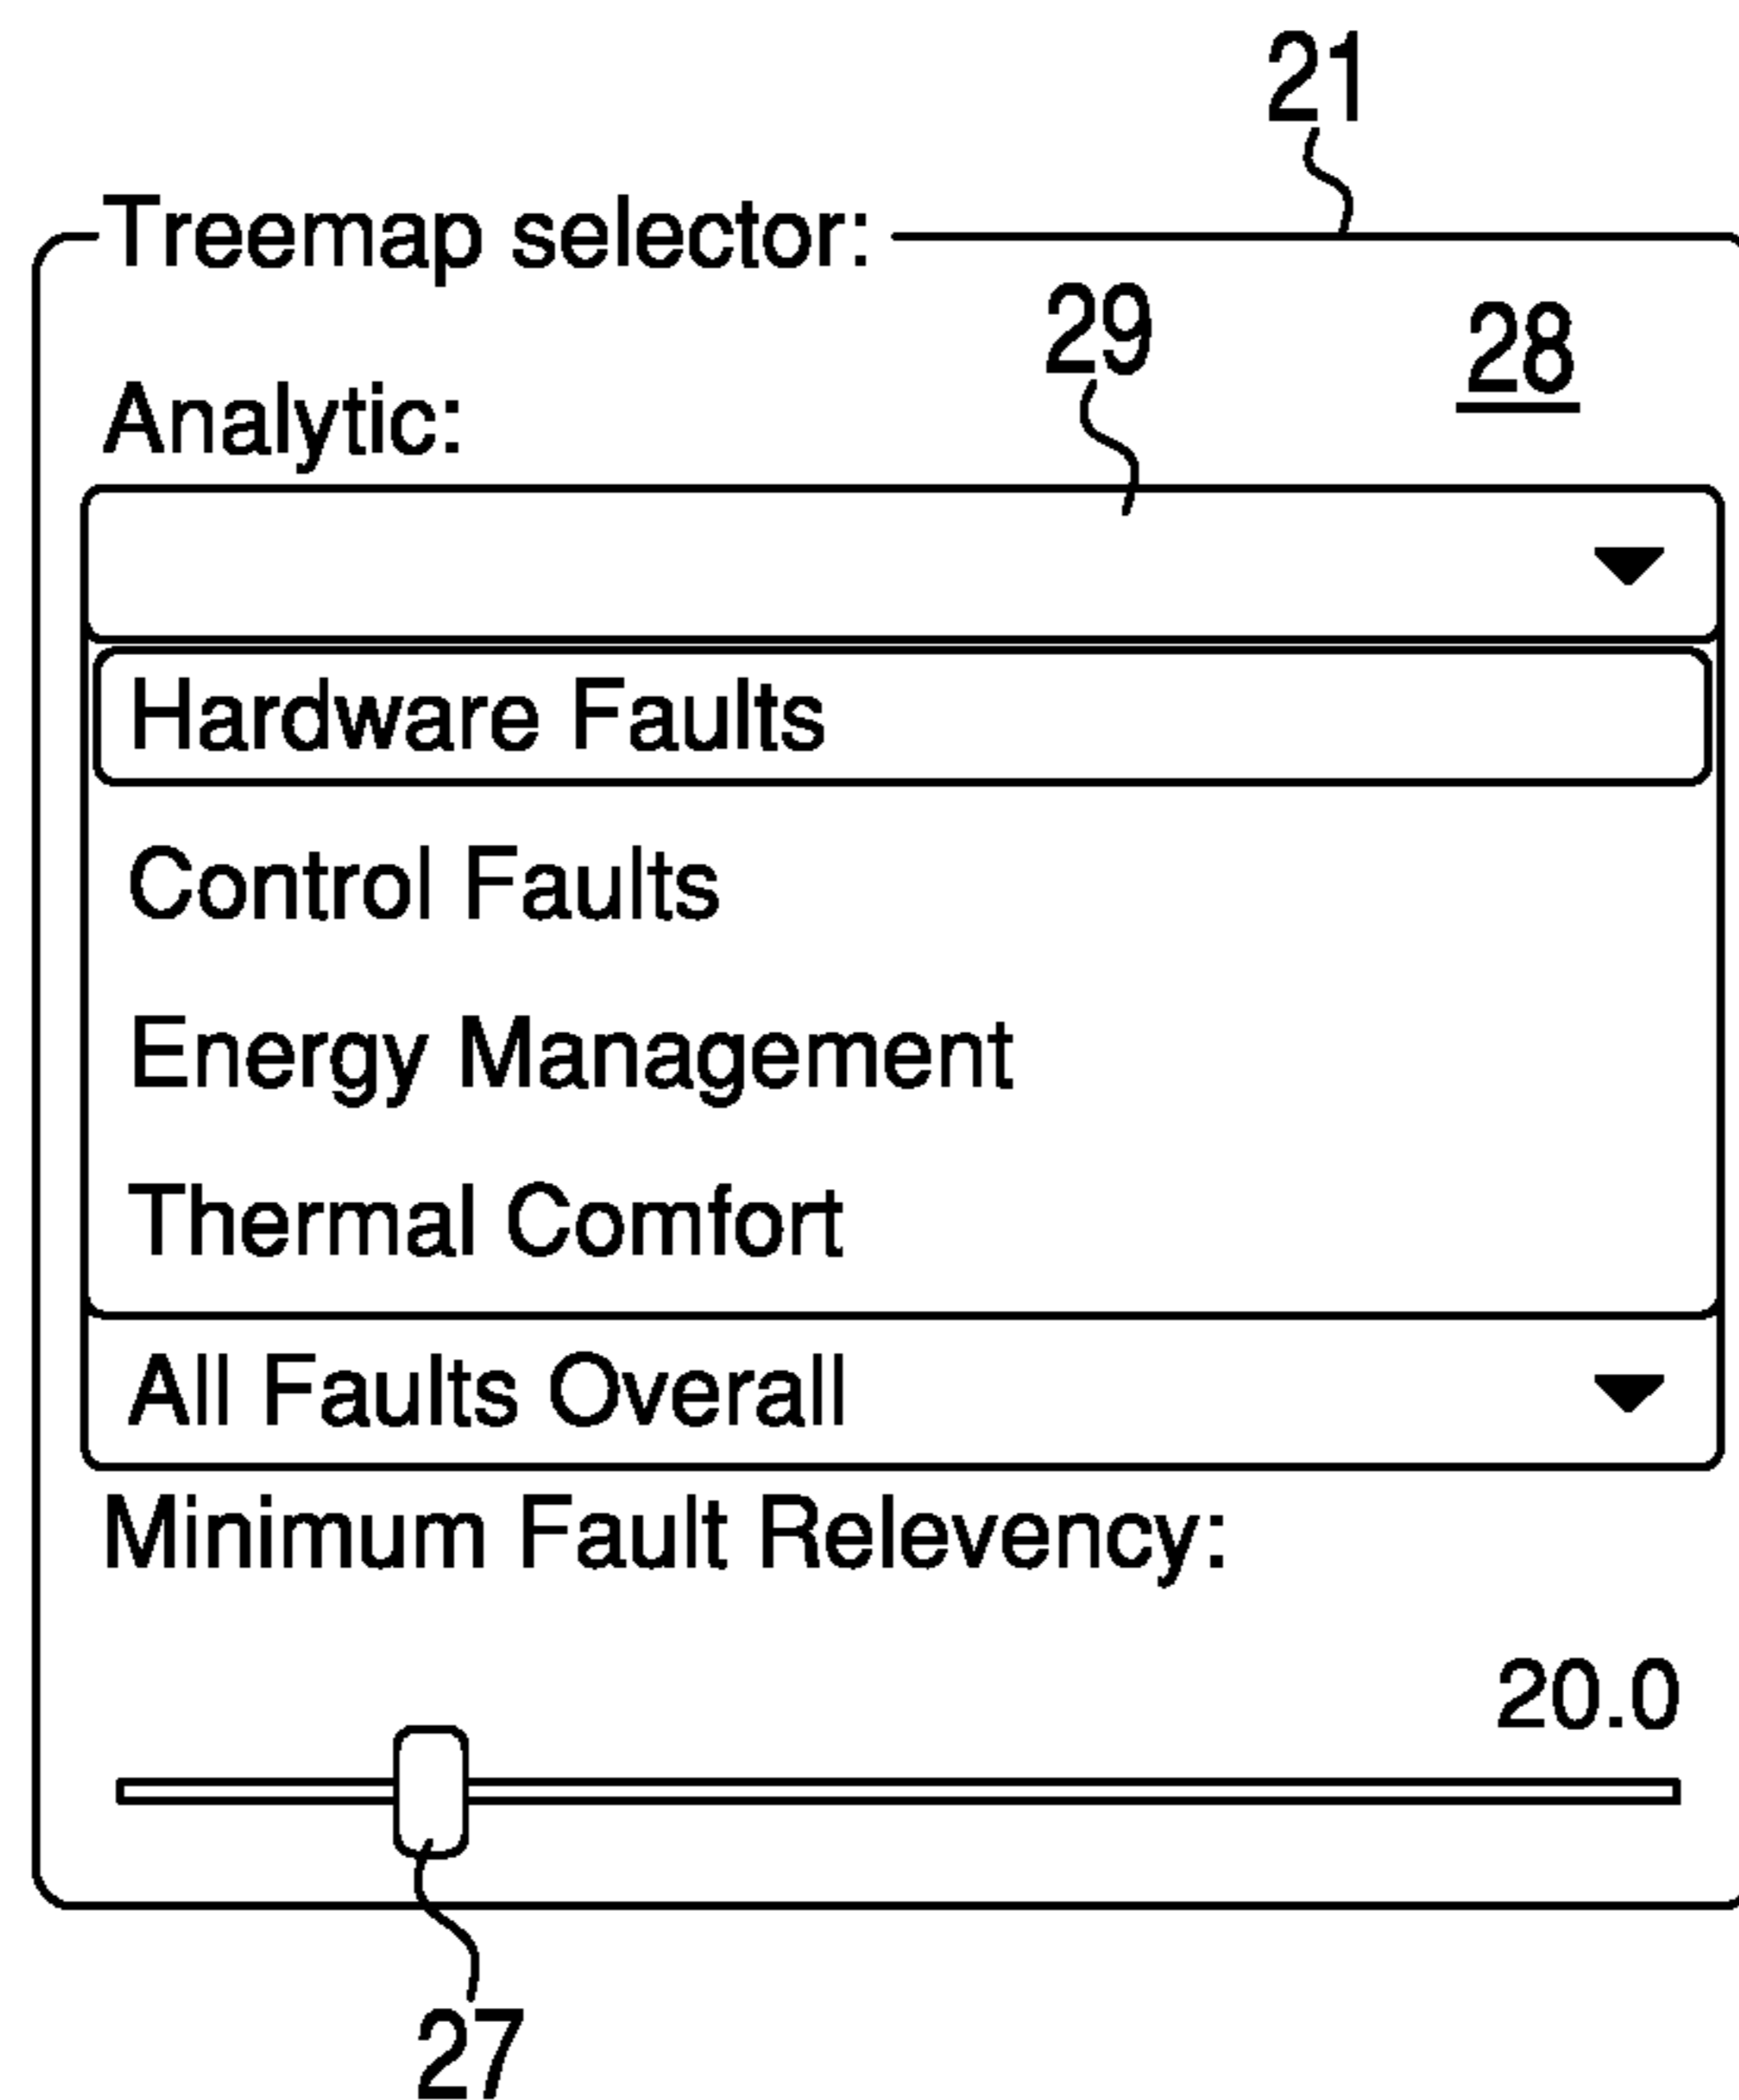 21
Treemap selector:
29
28
Analytic:
Hardware Faults
Control Faults
Energy Management
Thermal Comfort
All Faults Overall
Minimum Fault Relevency:
20.0
27